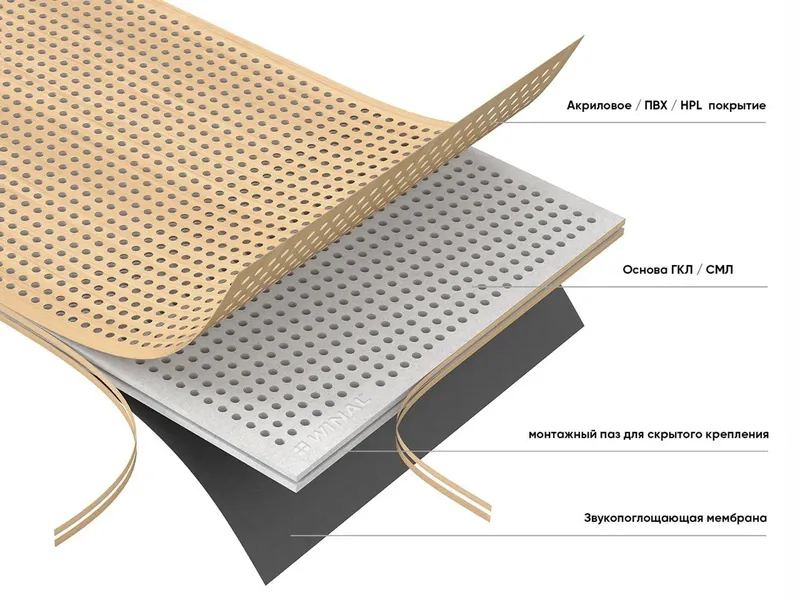 Акриловое / ПВХ / HPL покрытие
Основа ГКЛ / СМЛ
WINAL
монтажный паз для скрытого крепления
Звукопоглощающая мембрана